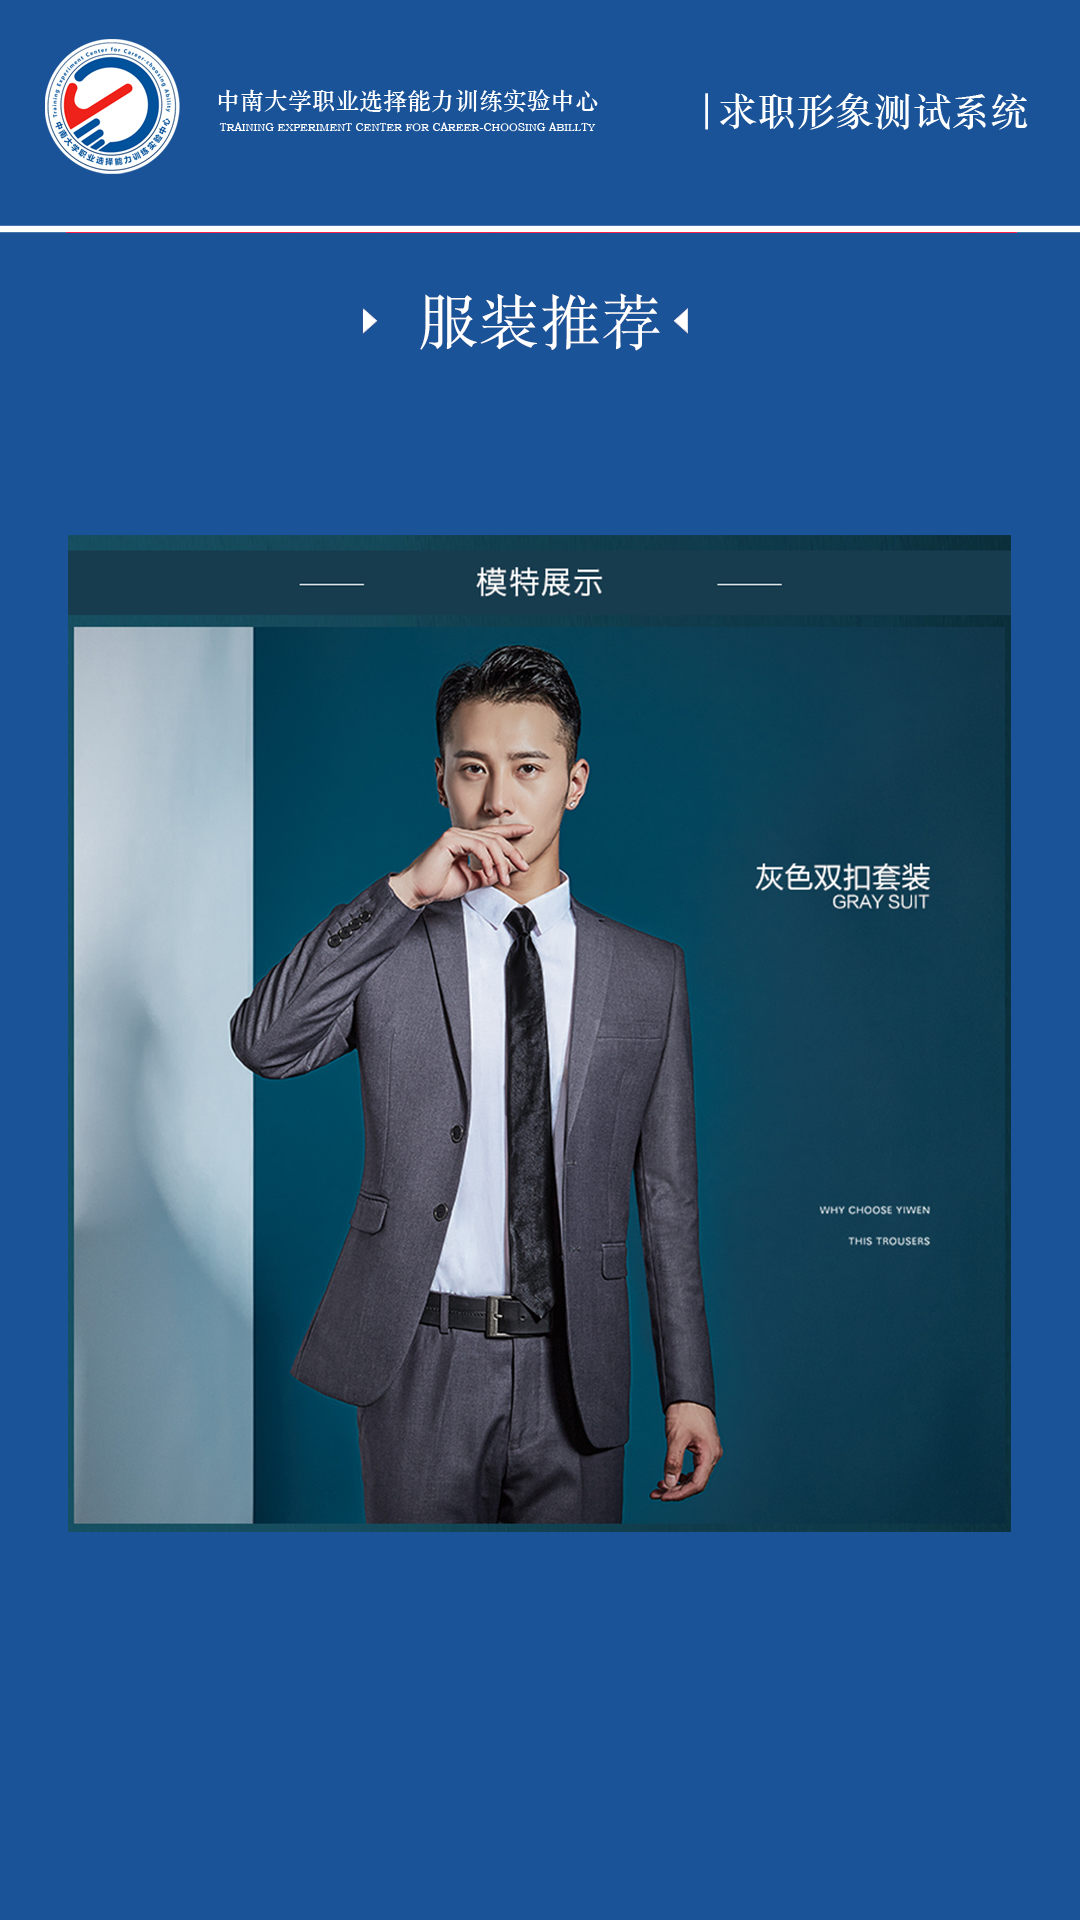 Training Experiment Center for Career-choosing Ability
中南大学职业选择能力训练实验中心
中南大学职业选择能力训练实验中心
TRAINING EXPERIMENT CENTER FOR CAREER-CHOOSING ABILLTY
|求职形象测试系统
服装推荐
模特展示
灰色双扣套装
GRAY SUIT
WHY CHOOSE YIWEN
THIS TROUSERS